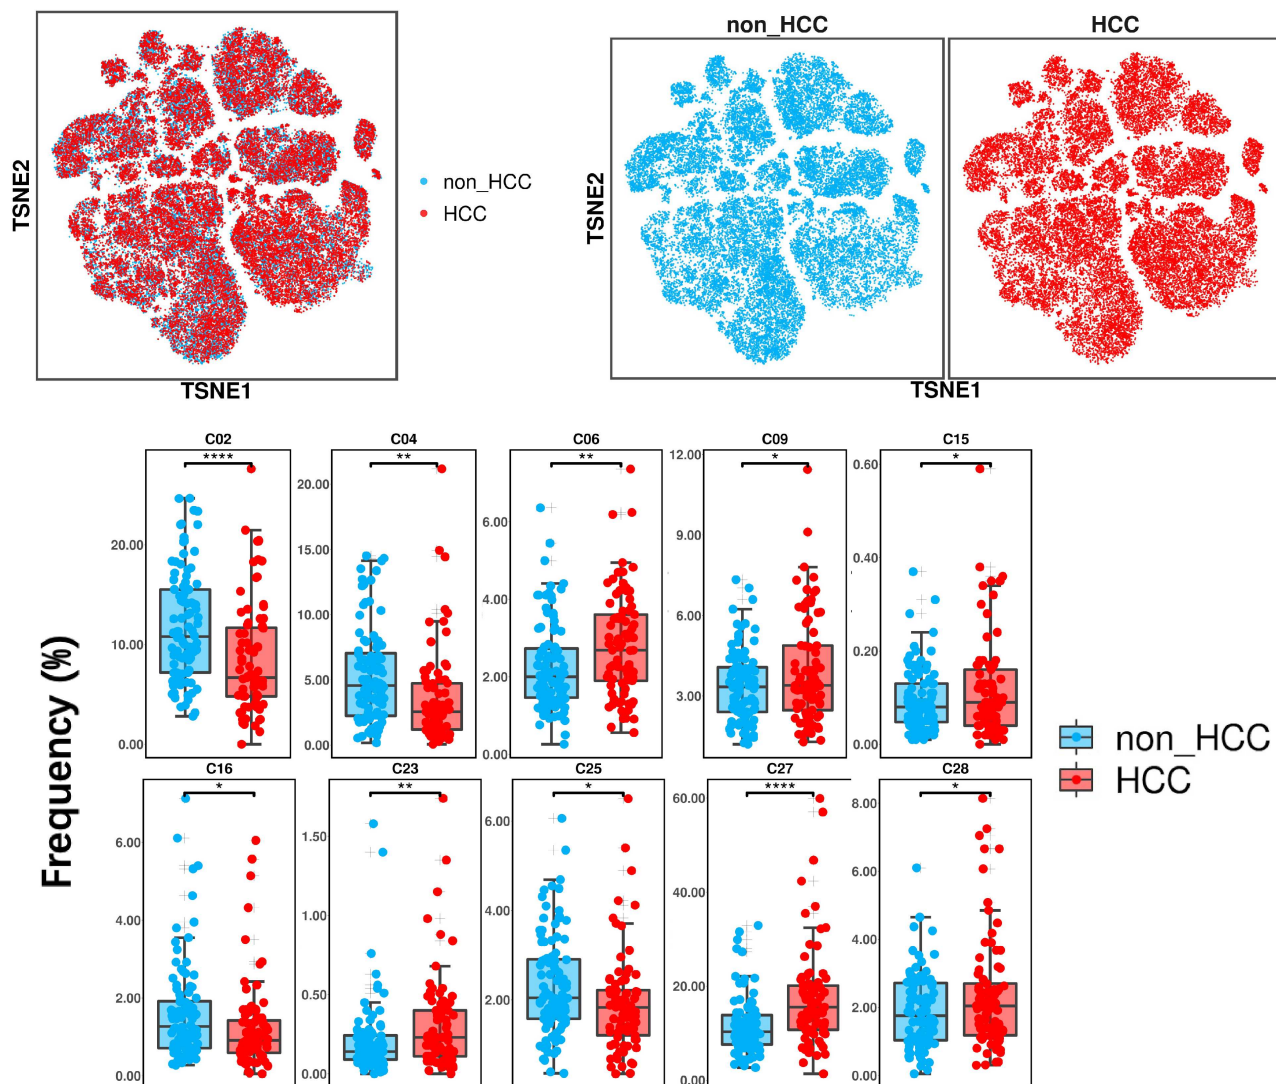 non_HCC HCC
TSNE2
non_HCC
HCC
TSNE2
TSNE1
TSNE1
C02 C04 C06 C09 C15
**** ** ** * *
20.00
10.00
0.00
20.00
15.00
10.00
5.00
0.00
6.00
4.00
2.00
0.00
12.00
9.00
6.00
3.00
0.60
0.40
0.20
0.00
Frequency (%)
non_HCC
HCC
C16 C23 C25 C27 C28
* ** * **** *
6.00
4.00
2.00
0.00
1.50
1.00
0.50
0.00
6.00
4.00
2.00
60.00
40.00
20.00
0.00
8.00
6.00
4.00
2.00
0.00